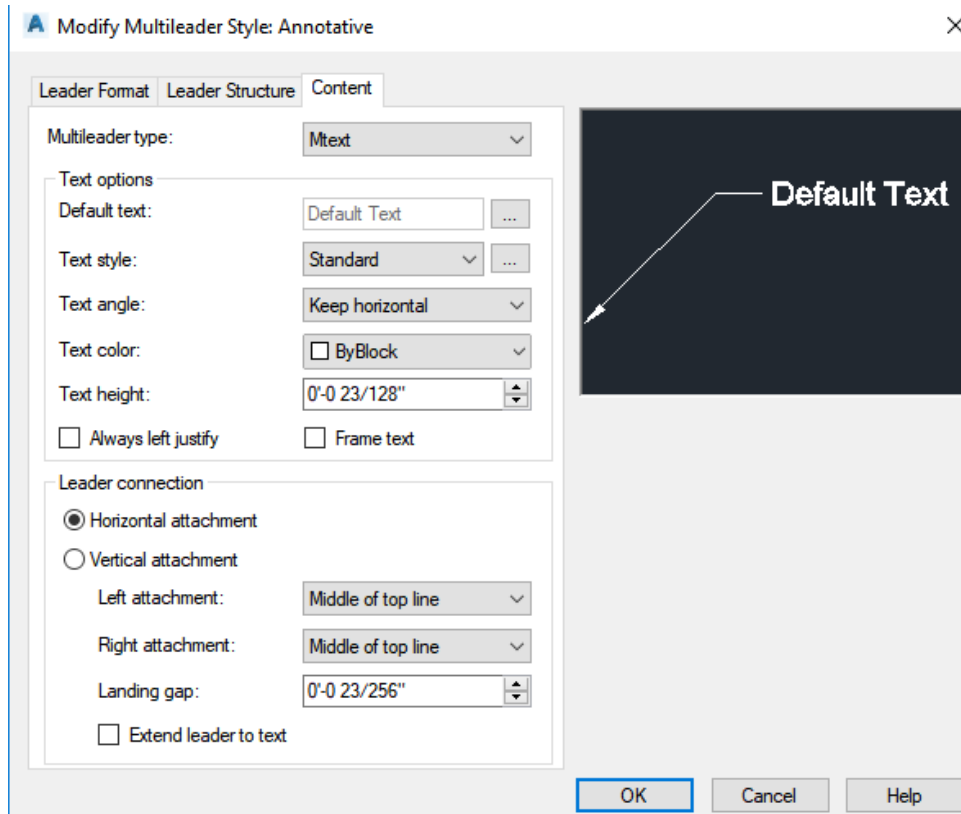 Modify Multileader Style: Annotative
Leader Format Leader Structure Content
Multileader type: Mtext
Text options
Default text: Default Text ...
Text style: Standard ...
Text angle: Keep horizontal
Text color: ByBlock
Text height: 0'-0 23/128"
Always left justify Frame text
Leader connection
Horizontal attachment
Vertical attachment
Left attachment: Middle of top line
Right attachment: Middle of top line
Landing gap: 0'-0 23/256"
Extend leader to text
Default Text
OK Cancel Help